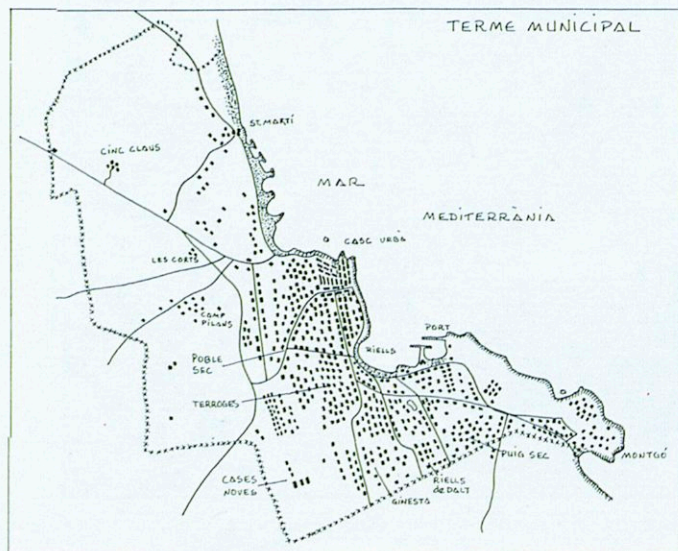 TERME MUNICIPAL
ST. MARTÍ
CINC CLAUS
MAR
MEDITERRÀNIA
CASC URBÀ
LES CORTS
CAMP
PILANS
PORT
RIELLS
POBLE
SEC
TERROGES
PUIG SEC
MONTGÓ
CASES
NOVES
RIELLS
de DALT
GINESTA